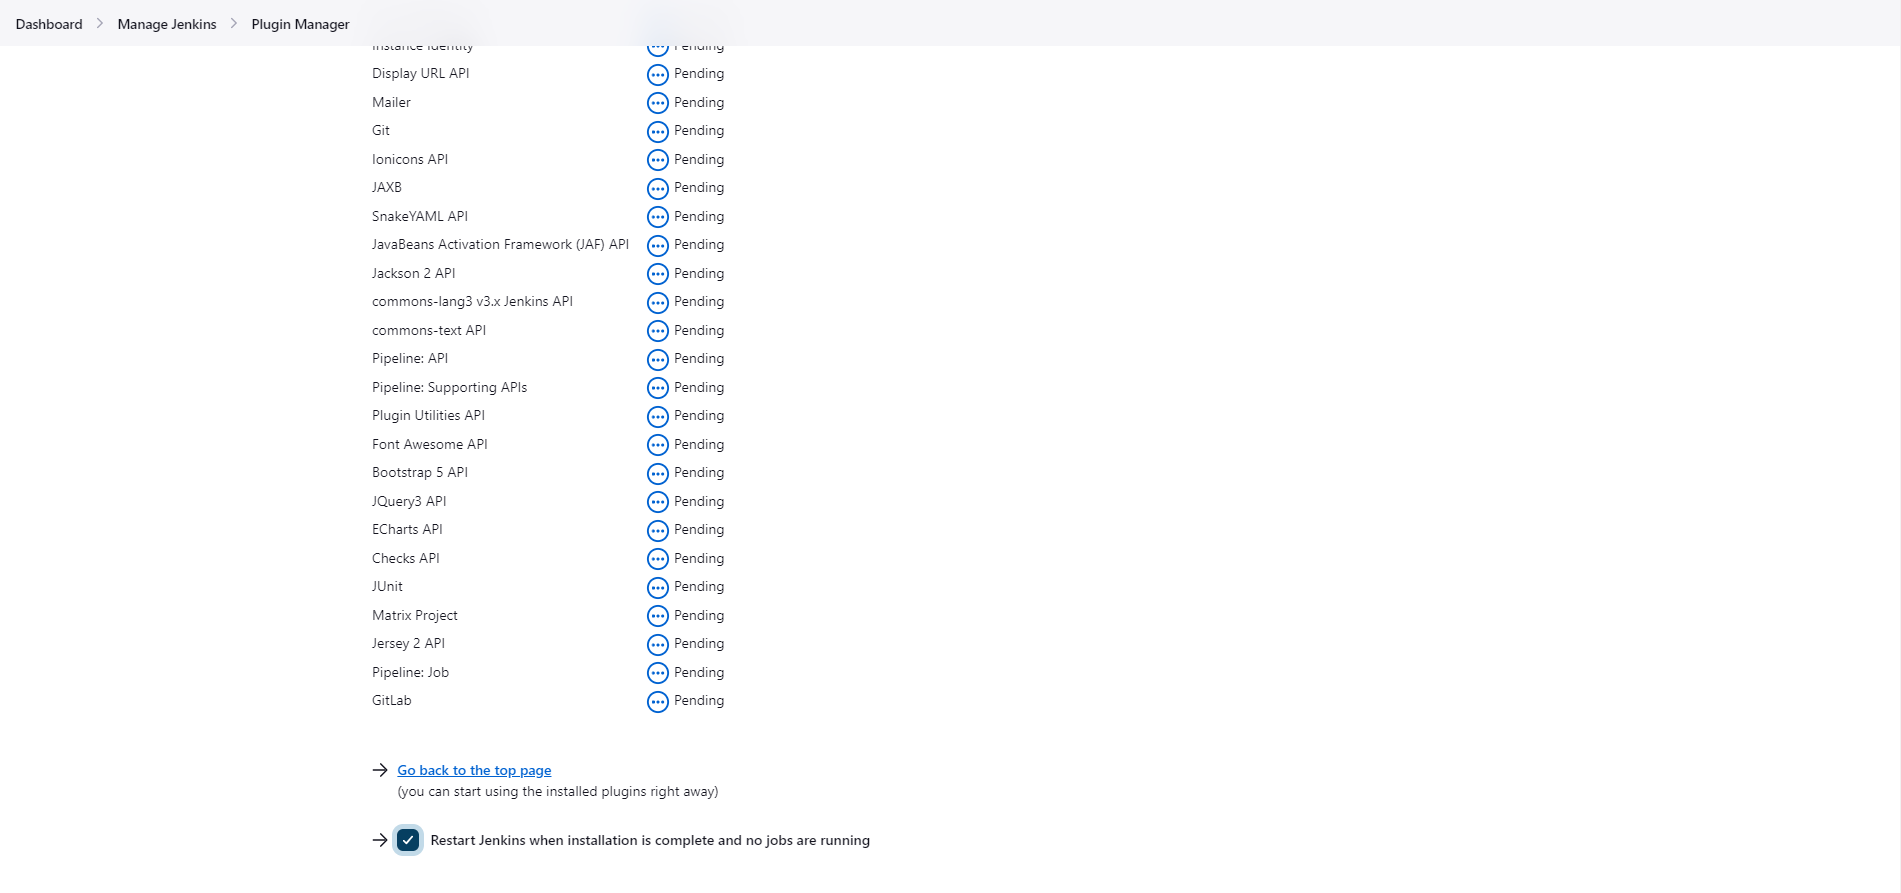 Dashboard Manage Jenkins Plugin Manager
Instance Identity Pending
Display URL API Pending
Mailer Pending
Git Pending
Ionicons API Pending
JAXB Pending
SnakeYAML API Pending
JavaBeans Activation Framework (JAF) API Pending
Jackson 2 API Pending
commons-lang3 v3.x Jenkins API Pending
commons-text API Pending
Pipeline: API Pending
Pipeline: Supporting APIs Pending
Plugin Utilities API Pending
Font Awesome API Pending
Bootstrap 5 API Pending
JQuery3 API Pending
ECharts API Pending
Checks API Pending
JUnit Pending
Matrix Project Pending
Jersey 2 API Pending
Pipeline: Job Pending
GitLab Pending
Go back to the top page
(you can start using the installed plugins right away)
Restart Jenkins when installation is complete and no jobs are running